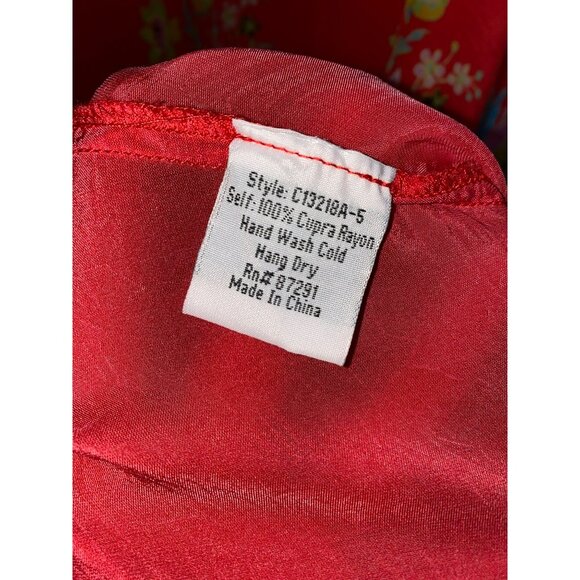 Style: C13218A-5
Self: 100% Cupra Rayon
Hand Wash Cold
Hang Dry
Rn# 87291
Made In China